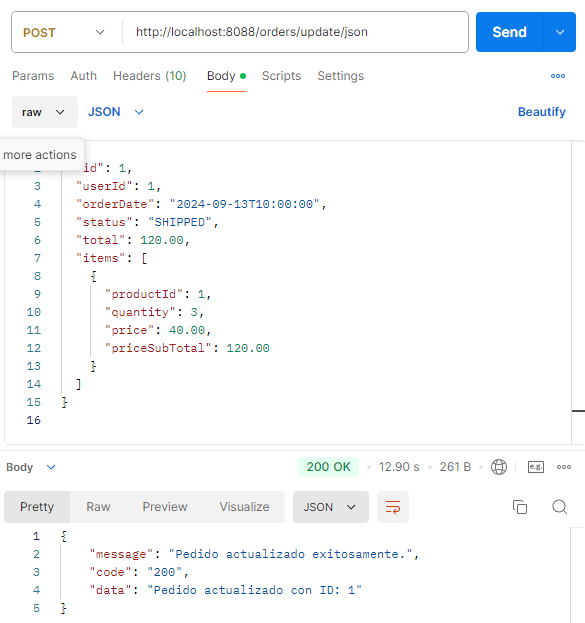 POST http://localhost:8088/orders/update/json Send
Params Auth Headers (10) Body Scripts Settings
raw JSON Beautify
more actions
2 "id": 1,
3 "userId": 1,
4 "orderDate": "2024-09-13T10:00:00",
5 "status": "SHIPPED",
6 "total": 120.00,
7 "items": [
8 {
9 "productId": 1,
10 "quantity": 3,
11 "price": 40.00,
12 "priceSubTotal": 120.00
13 }
14 ]
15 }
16
Body 200 OK • 12.90 s • 261 B • e.g.
Pretty Raw Preview Visualize JSON
1 {
2 "message": "Pedido actualizado exitosamente.",
3 "code": "200",
4 "data": "Pedido actualizado con ID: 1"
5 }